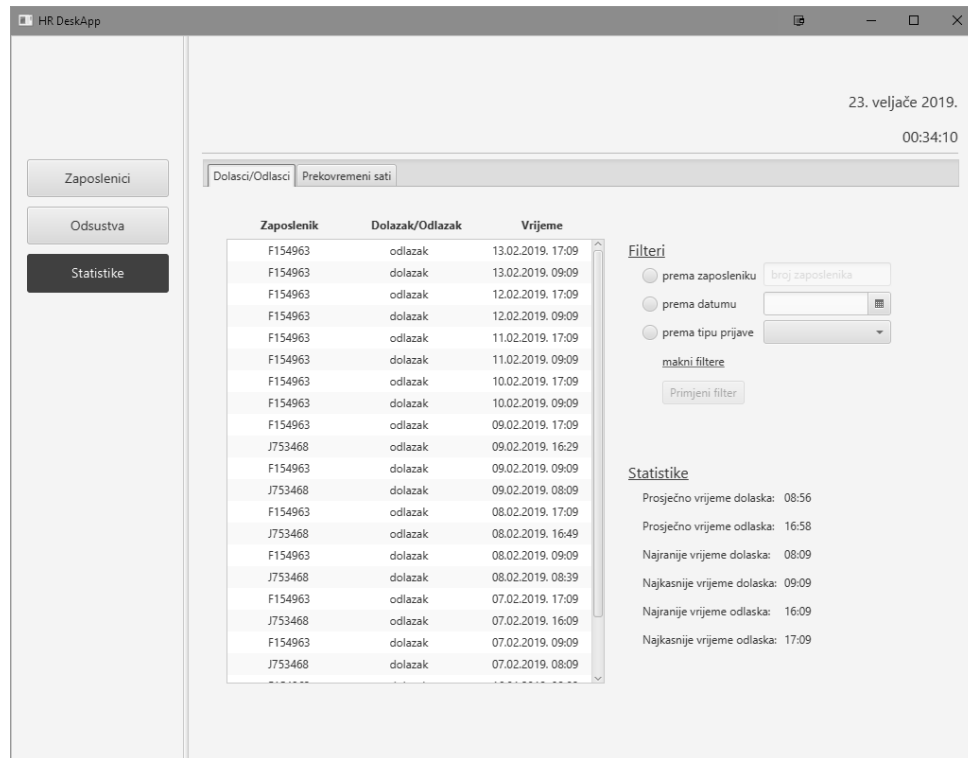 HR DeskApp
23. veljače 2019.
00:34:10
Zaposlenici
Odsustva
Statistike
Dolasci/Odlasci Prekovremeni sati
Zaposlenik Dolazak/Odlazak Vrijeme
F154963 odlazak 13.02.2019. 17:09
F154963 dolazak 13.02.2019. 09:09
F154963 odlazak 12.02.2019. 17:09
F154963 dolazak 12.02.2019. 09:09
F154963 odlazak 11.02.2019. 17:09
F154963 dolazak 11.02.2019. 09:09
F154963 odlazak 10.02.2019. 17:09
F154963 dolazak 10.02.2019. 09:09
F154963 odlazak 09.02.2019. 17:09
J753468 odlazak 09.02.2019. 16:29
F154963 dolazak 09.02.2019. 09:09
J753468 dolazak 09.02.2019. 08:09
F154963 odlazak 08.02.2019. 17:09
J753468 odlazak 08.02.2019. 16:49
F154963 dolazak 08.02.2019. 09:09
J753468 dolazak 08.02.2019. 08:39
F154963 odlazak 07.02.2019. 17:09
J753468 odlazak 07.02.2019. 16:09
F154963 dolazak 07.02.2019. 09:09
J753468 dolazak 07.02.2019. 08:09
Filteri
prema zaposleniku broj zaposlenika
prema datumu
prema tipu prijave
makni filtere
Primjeni filter
Statistike
Prosječno vrijeme dolaska: 08:56
Prosječno vrijeme odlaska: 16:58
Najranije vrijeme dolaska: 08:09
Najkasnije vrijeme dolaska: 09:09
Najranije vrijeme odlaska: 16:09
Najkasnije vrijeme odlaska: 17:09